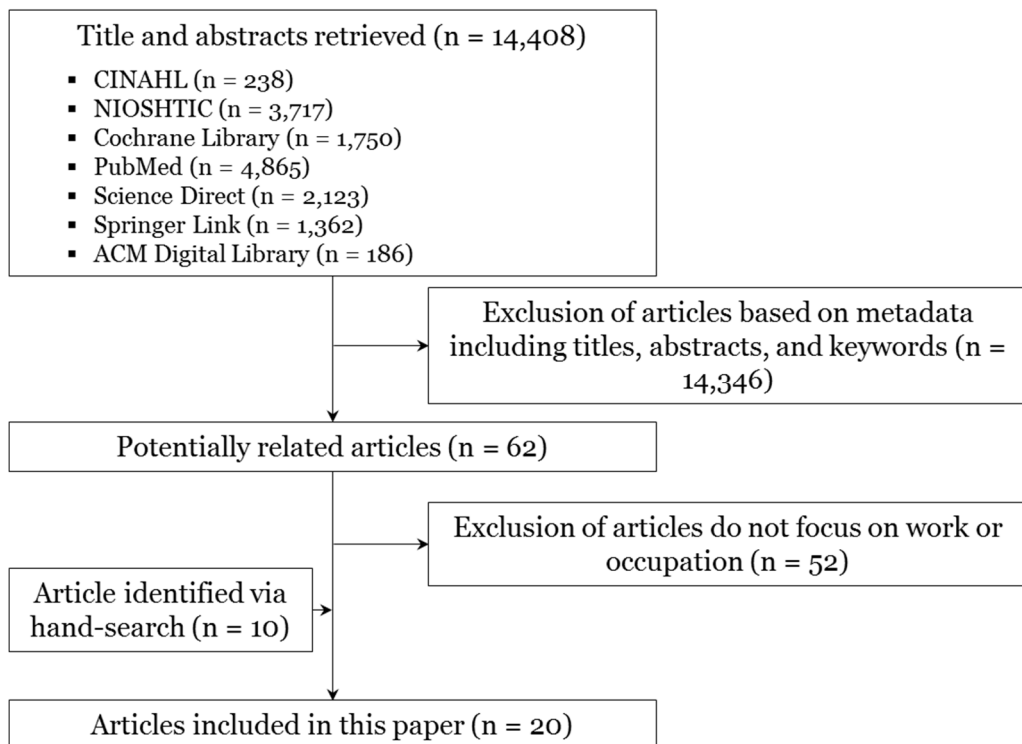 Title and abstracts retrieved (n = 14,408)
▪ CINAHL (n = 238)
▪ NIOSHTIC (n = 3,717)
▪ Cochrane Library (n = 1,750)
▪ PubMed (n = 4,865)
▪ Science Direct (n = 2,123)
▪ Springer Link (n = 1,362)
▪ ACM Digital Library (n = 186)
Exclusion of articles based on metadata
including titles, abstracts, and keywords (n =
14,346)
Potentially related articles (n = 62)
Exclusion of articles do not focus on work or
occupation (n = 52)
Article identified via
hand-search (n = 10)
Articles included in this paper (n = 20)